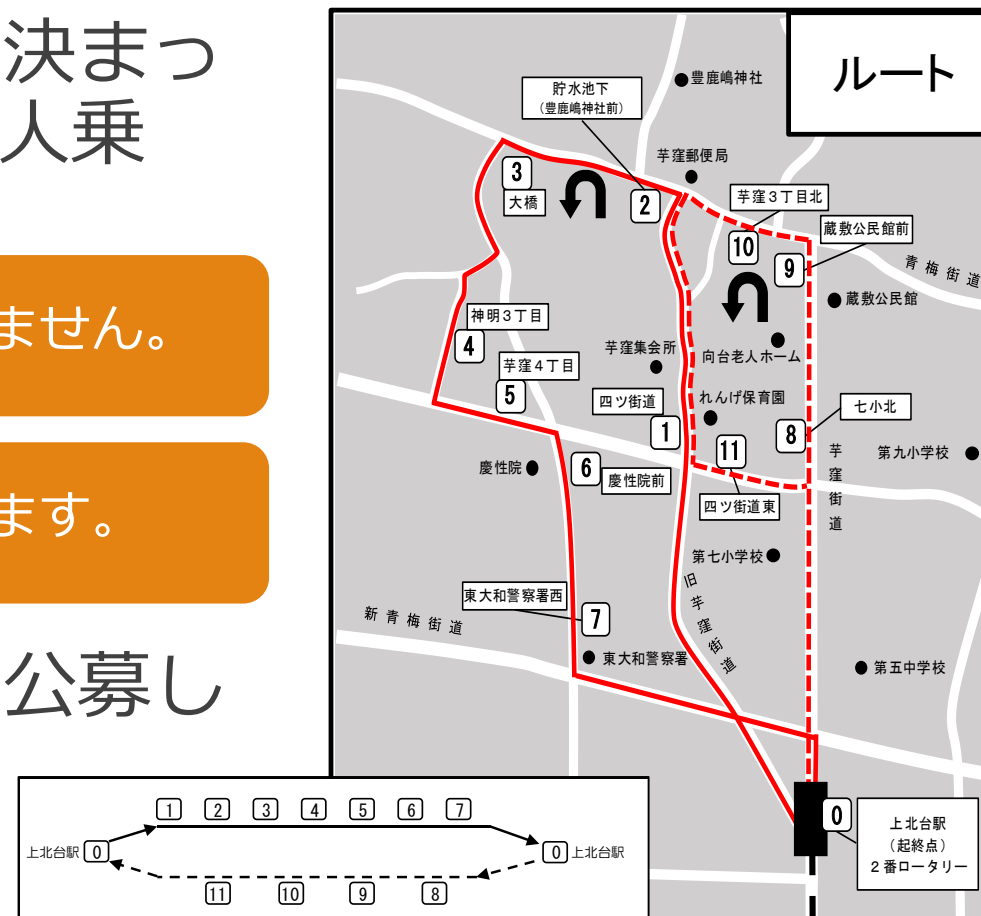 決まっ
人乗
ません。
ます。
公募し
ルート
豊鹿嶋神社
貯水池下
(豊鹿嶋神社前)
芋窪郵便局
3
大橋
2
芋窪3丁目北
10
蔵敷公民館前
9
青梅街道
蔵敷公民館
神明3丁目
4
芋窪集会所
向台老人ホーム
芋窪4丁目
5
四ツ街道
れんげ保育園
七小北
1
8
11
芋窪街道
第九小学校
慶性院
6
慶性院前
四ツ街道東
第七小学校
旧芋窪街道
東大和警察署西
新青梅街道
7
東大和警察署
第五中学校
0
上北台駅
(起終点)
2番ロータリー
1 2 3 4 5 6 7
上北台駅 0 0 上北台駅
11 10 9 8